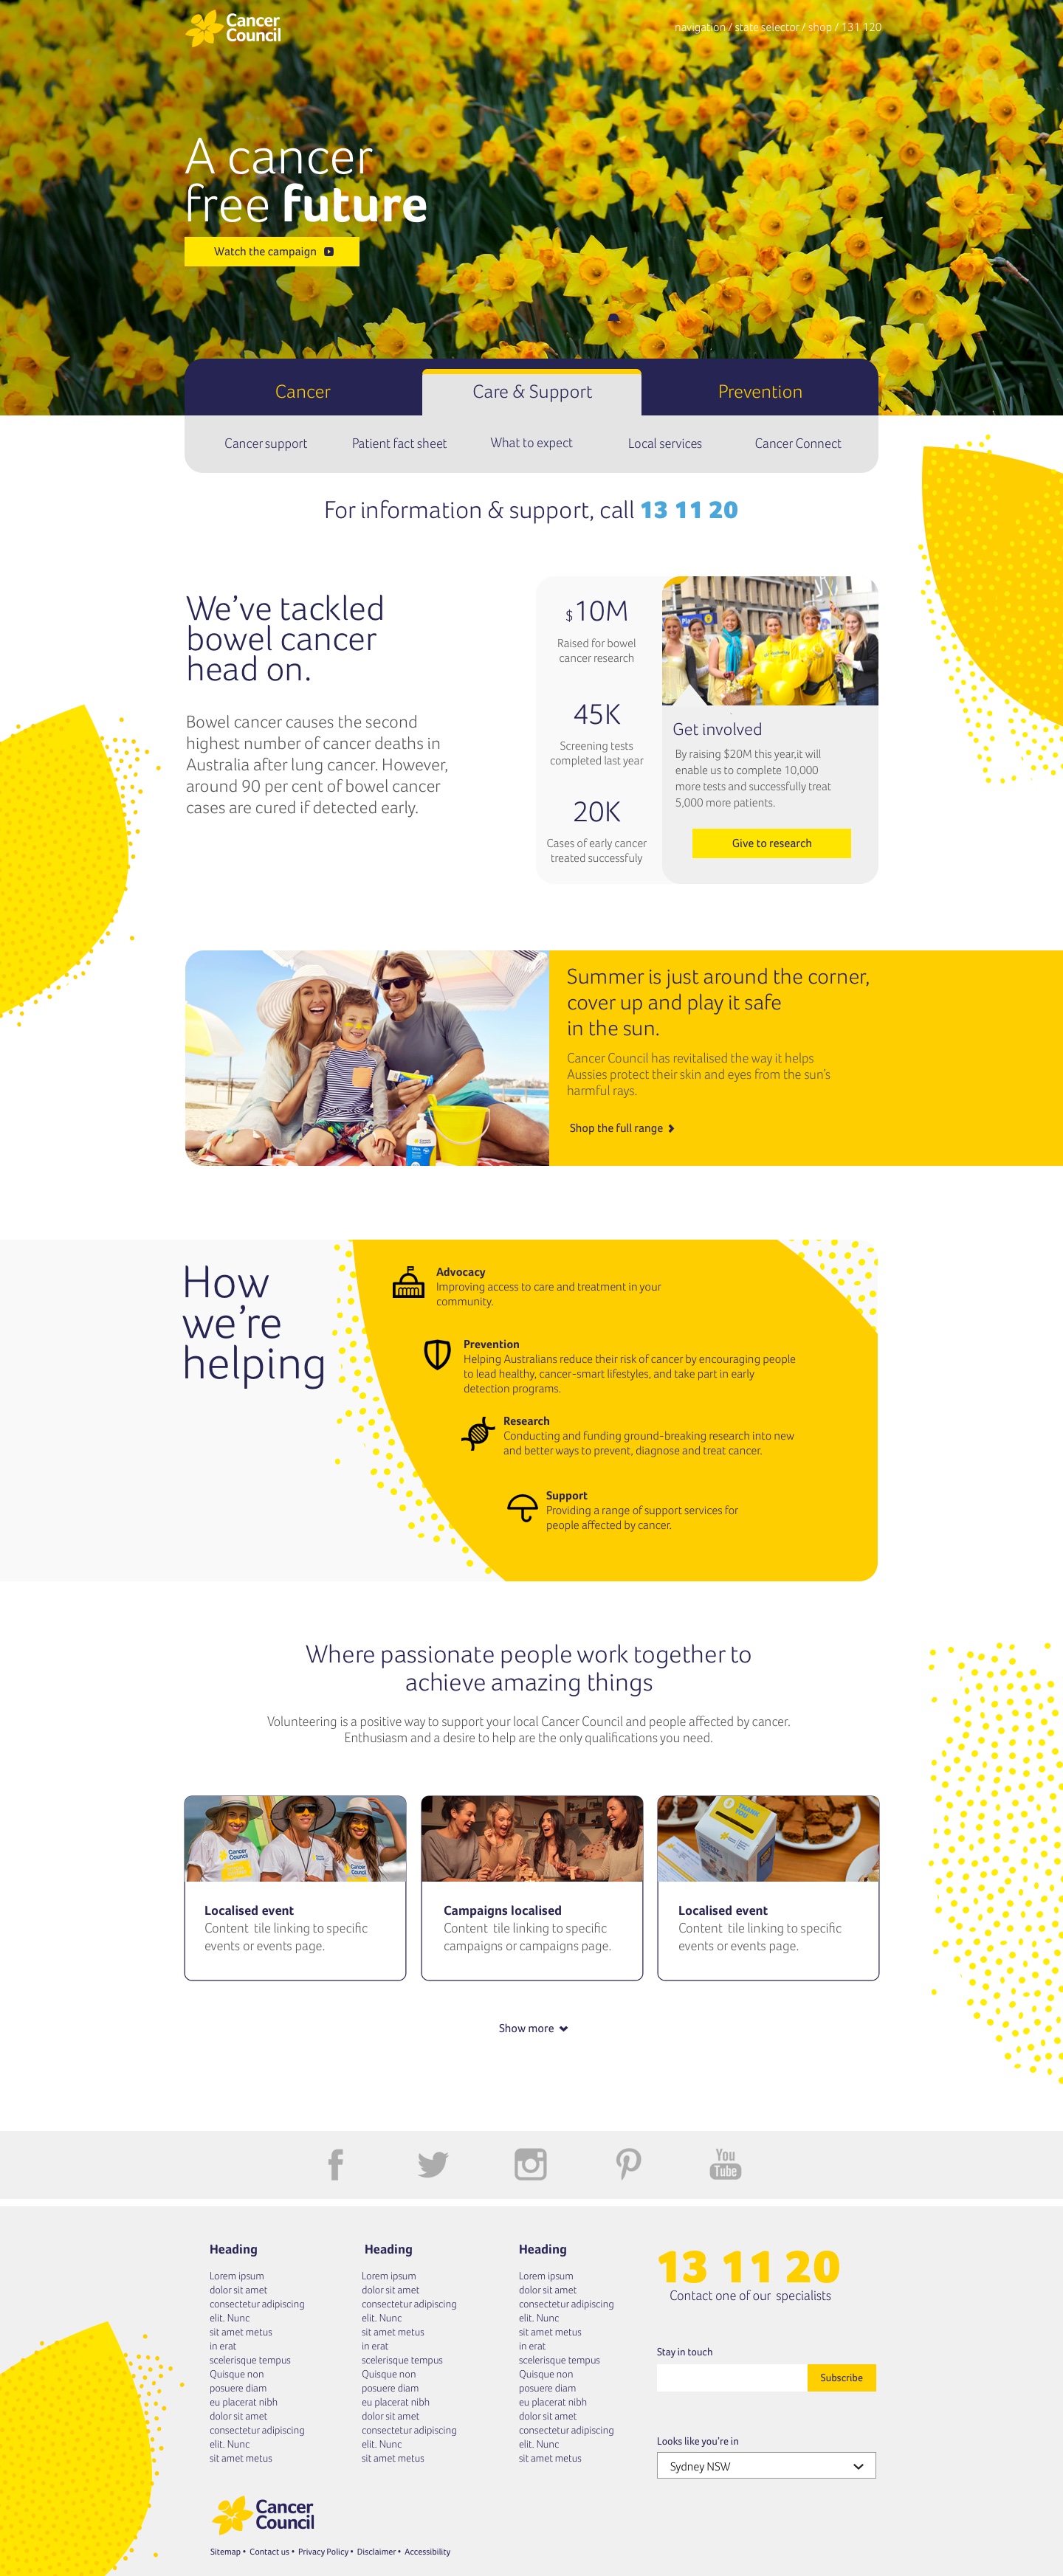 Cancer
Council
navigation / state selector / shop / 131 120
A cancer
free future
Watch the campaign
Cancer
Care & Support
Prevention
Cancer support
Patient fact sheet
What to expect
Local services
Cancer Connect
For information & support, call 13 11 20
We've tackled
bowel cancer
head on.
Bowel cancer causes the second
highest number of cancer deaths in
Australia after lung cancer. However,
around 90 per cent of bowel cancer
cases are cured if detected early.
$10M
Raised for bowel
cancer research
45K
Screening tests
completed last year
20K
Cases of early cancer
treated successfuly
Get involved
By raising $20M this year,it will
enable us to complete 10,000
more tests and successfully treat
5,000 more patients.
Give to research
Summer is just around the corner,
cover up and play it safe
in the sun.
Cancer Council has revitalised the way it helps
Aussies protect their skin and eyes from the sun's
harmful rays.
Shop the full range
How
we're
helping
Advocacy
Improving access to care and treatment in your
community.
Prevention
Helping Australians reduce their risk of cancer by encouraging people
to lead healthy, cancer-smart lifestyles, and take part in early
detection programs.
Research
Conducting and funding ground-breaking research into new
and better ways to prevent, diagnose and treat cancer.
Support
Providing a range of support services for
people affected by cancer.
Where passionate people work together to
achieve amazing things
Volunteering is a positive way to support your local Cancer Council and people affected by cancer.
Enthusiasm and a desire to help are the only qualifications you need.
Cancer
Council
Cancer
Council
THANK
YOU
Localised event
Content tile linking to specific
events or events page.
Campaigns localised
Content tile linking to specific
campaigns or campaigns page.
Localised event
Content tile linking to specific
events or events page.
Show more
You
Tube
Heading
Lorem ipsum
dolor sit amet
consectetur adipiscing
elit. Nunc
sit amet metus
in erat
scelerisque tempus
Quisque non
posuere diam
eu placerat nibh
dolor sit amet
consectetur adipiscing
elit. Nunc
sit amet metus
Heading
Lorem ipsum
dolor sit amet
consectetur adipiscing
elit. Nunc
sit amet metus
in erat
scelerisque tempus
Quisque non
posuere diam
eu placerat nibh
dolor sit amet
consectetur adipiscing
elit. Nunc
sit amet metus
Heading
Lorem ipsum
dolor sit amet
consectetur adipiscing
elit. Nunc
sit amet metus
in erat
scelerisque tempus
Quisque non
posuere diam
eu placerat nibh
dolor sit amet
consectetur adipiscing
elit. Nunc
sit amet metus
13 11 20
Contact one of our specialists
Stay in touch
Subscribe
Looks like you're in
Sydney NSW
Cancer
Council
Sitemap • Contact us • Privacy Policy • Disclaimer • Accessibility